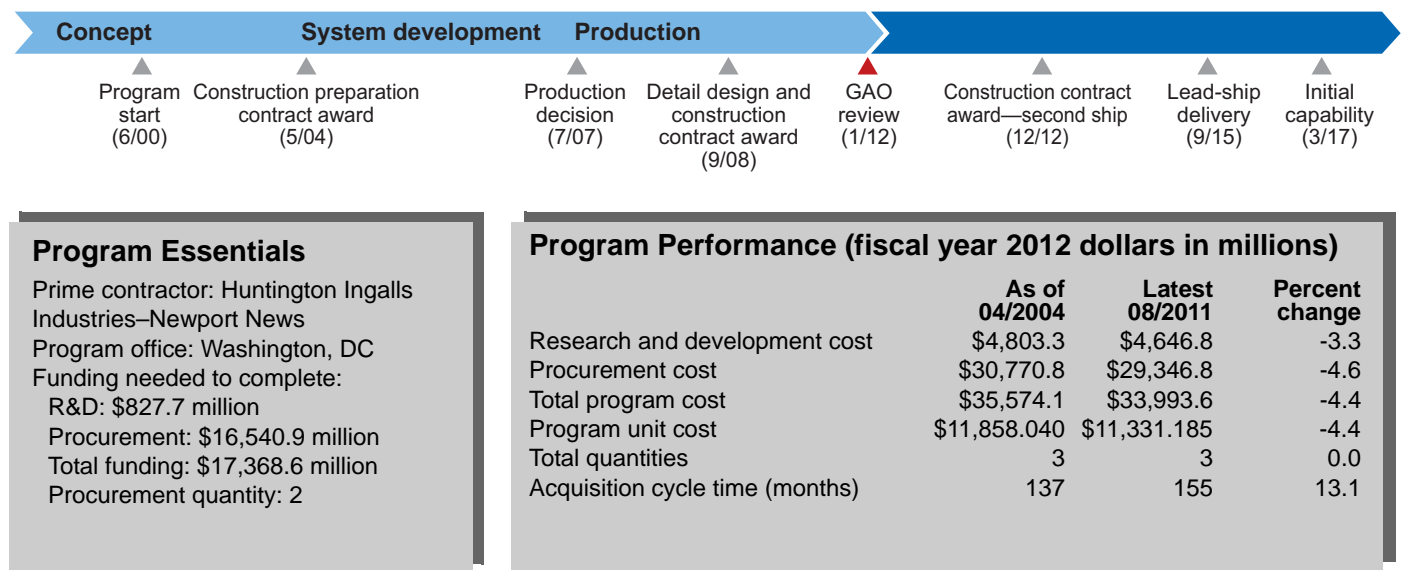 Concept System development Production
Program start (6/00)
Construction preparation contract award (5/04)
Production decision (7/07)
Detail design and construction contract award (9/08)
GAO review (1/12)
Construction contract award—second ship (12/12)
Lead-ship delivery (9/15)
Initial capability (3/17)
Program Essentials
Prime contractor: Huntington Ingalls
Industries–Newport News
Program office: Washington, DC
Funding needed to complete:
R&D: $827.7 million
Procurement: $16,540.9 million
Total funding: $17,368.6 million
Procurement quantity: 2
Program Performance (fiscal year 2012 dollars in millions)
As of 04/2004 Latest 08/2011 Percent change
Research and development cost $4,803.3 $4,646.8 -3.3
Procurement cost $30,770.8 $29,346.8 -4.6
Total program cost $35,574.1 $33,993.6 -4.4
Program unit cost $11,858.040 $11,331.185 -4.4
Total quantities 3 3 0.0
Acquisition cycle time (months) 137 155 13.1